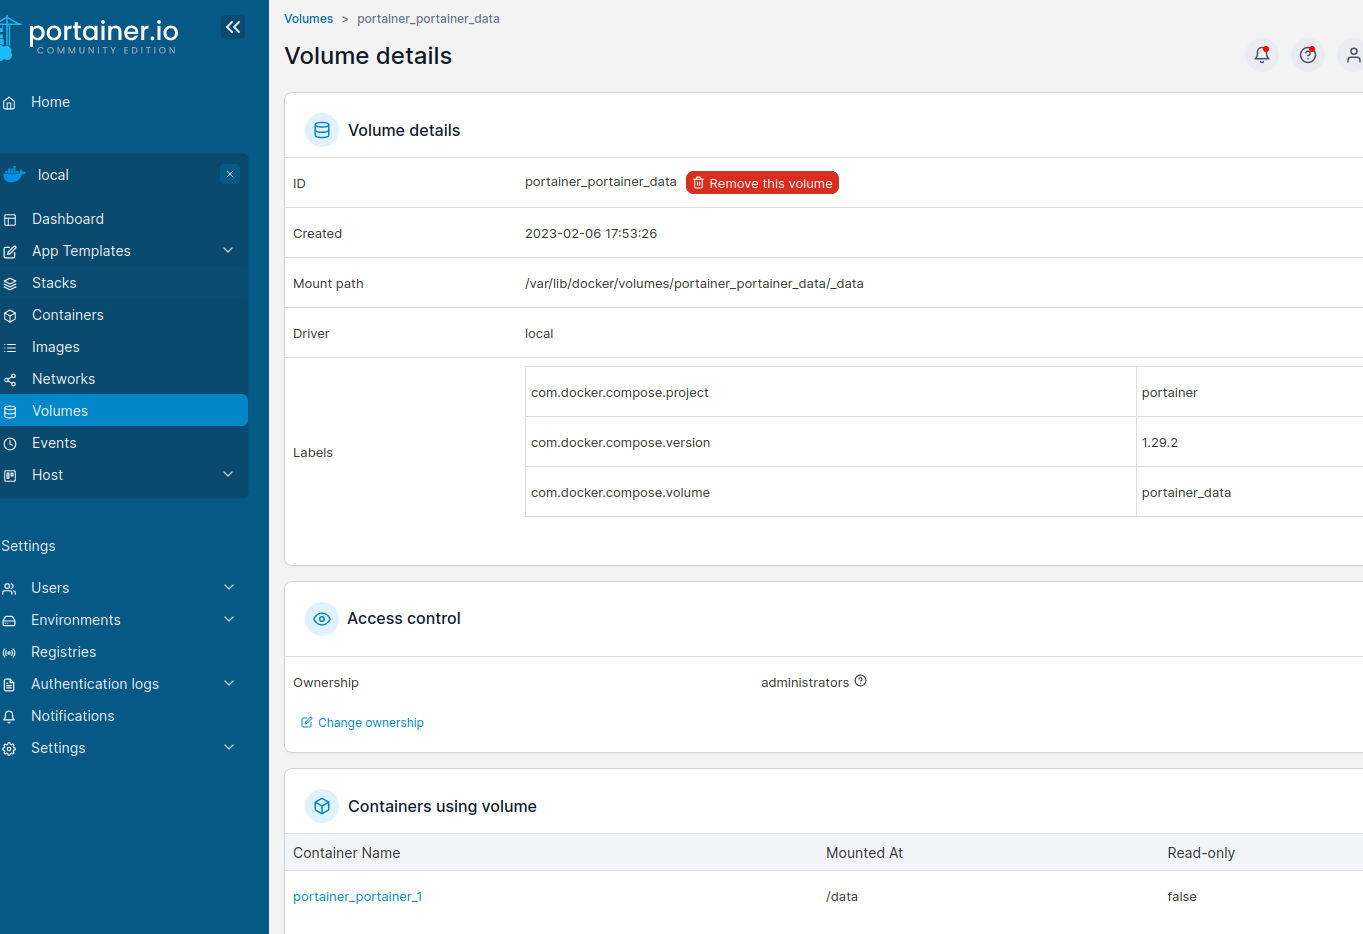 portainer.io
COMMUNITY EDITION
Home
local
Dashboard
App Templates
Stacks
Containers
Images
Networks
Volumes
Events
Host
Settings
Users
Environments
Registries
Authentication logs
Notifications
Settings
Volumes > portainer_portainer_data
Volume details
Volume details
ID portainer_portainer_data Remove this volume
Created 2023-02-06 17:53:26
Mount path /var/lib/docker/volumes/portainer_portainer_data/_data
Driver local
Labels
com.docker.compose.project portainer
com.docker.compose.version 1.29.2
com.docker.compose.volume portainer_data
Access control
Ownership administrators
Change ownership
Containers using volume
Container Name Mounted At Read-only
portainer_portainer_1 /data false